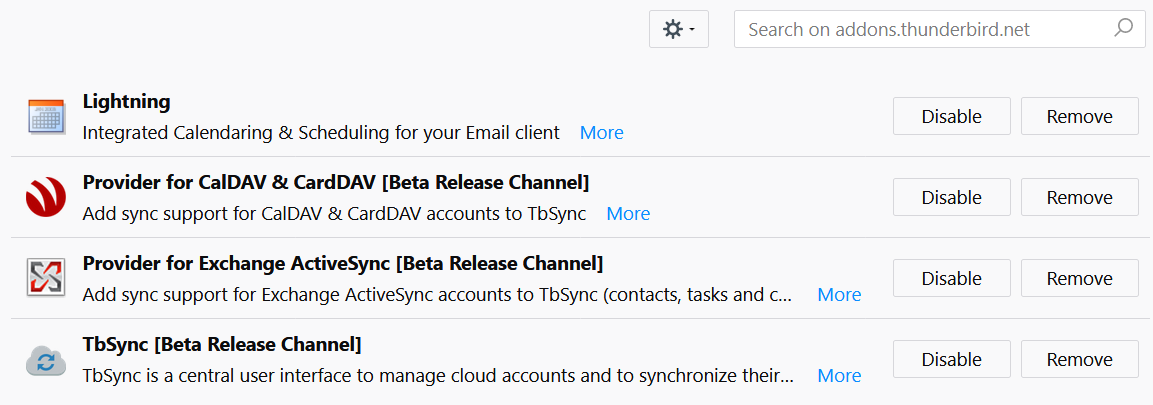 Search on addons.thunderbird.net
Lightning
Integrated Calendaring & Scheduling for your Email client More
Disable Remove
Provider for CalDAV & CardDAV [Beta Release Channel]
Add sync support for CalDAV & CardDAV accounts to TbSync More
Disable Remove
Provider for Exchange ActiveSync [Beta Release Channel]
Add sync support for Exchange ActiveSync accounts to TbSync (contacts, tasks and c... More
Disable Remove
TbSync [Beta Release Channel]
TbSync is a central user interface to manage cloud accounts and to synchronize their... More
Disable Remove